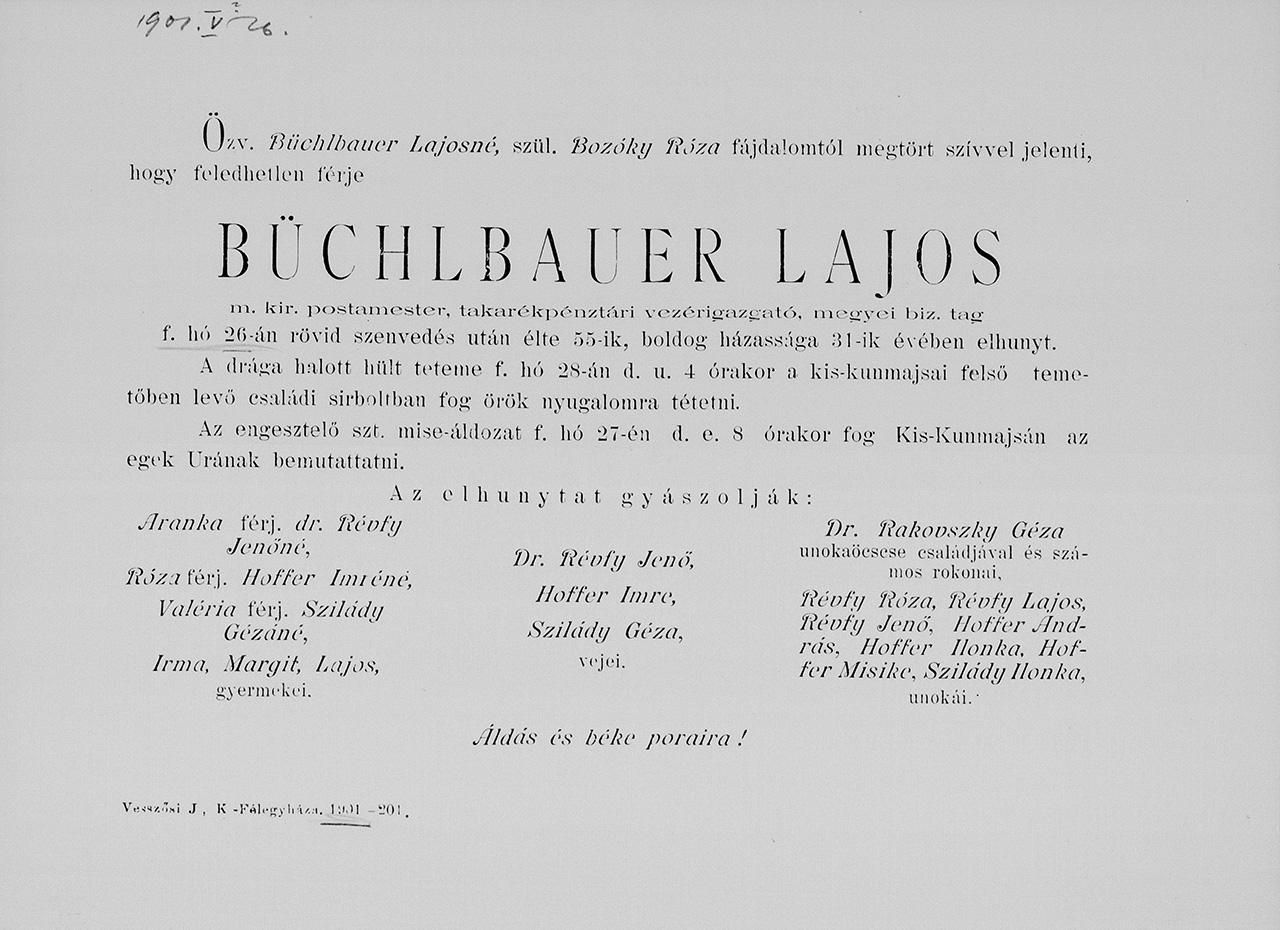 1901. V ? 26.
Özv. Büchlbauer Lajosné, szül. Bozóky Róza fájdalomtól megtört szívvel jelenti,
hogy feledhetlen férje
BÜCHLBAUER LAJOS
m. kir. postamester, takarékpénztári vezérigazgató, megyei biz. tag
f. hó 26-án rövid szenvedés után élte 55-ik, boldog házassága 31-ik évében elhunyt.
A drága halott hült teteme f. hó 28-án d. u. 4 órakor a kis-kunmajsai felső teme-
tőben levő családi sirboltban fog örök nyugalomra tétetni.
Az engesztelő szt. mise-áldozat f. hó 27-én d. e. 8 órakor fog Kis-Kunmajsán az
egek Urának bemutattatni.
Az elhunytat gyászolják:
Aranka férj. dr. Révfy
Jenőné,
Róza férj. Hoffer Imréné,
Valéria férj. Szilády
Gézáné,
Irma, Margit, Lajos,
gyermekei.
Dr. Révfy Jenő,
Hoffer Imre,
Szilády Géza,
vejei.
Dr. Rakovszky Géza
unokaöcsese családjával és szá-
mos rokonai,
Révfy Róza, Révfy Lajos,
Révfy Jenő, Hoffer And-
rás, Hoffer Ilonka, Hof-
fer Misike, Szilády Ilonka,
unokái.
Áldás és béke poraira!
Vesszősi J, K-Félegyháza. 1901 -201.